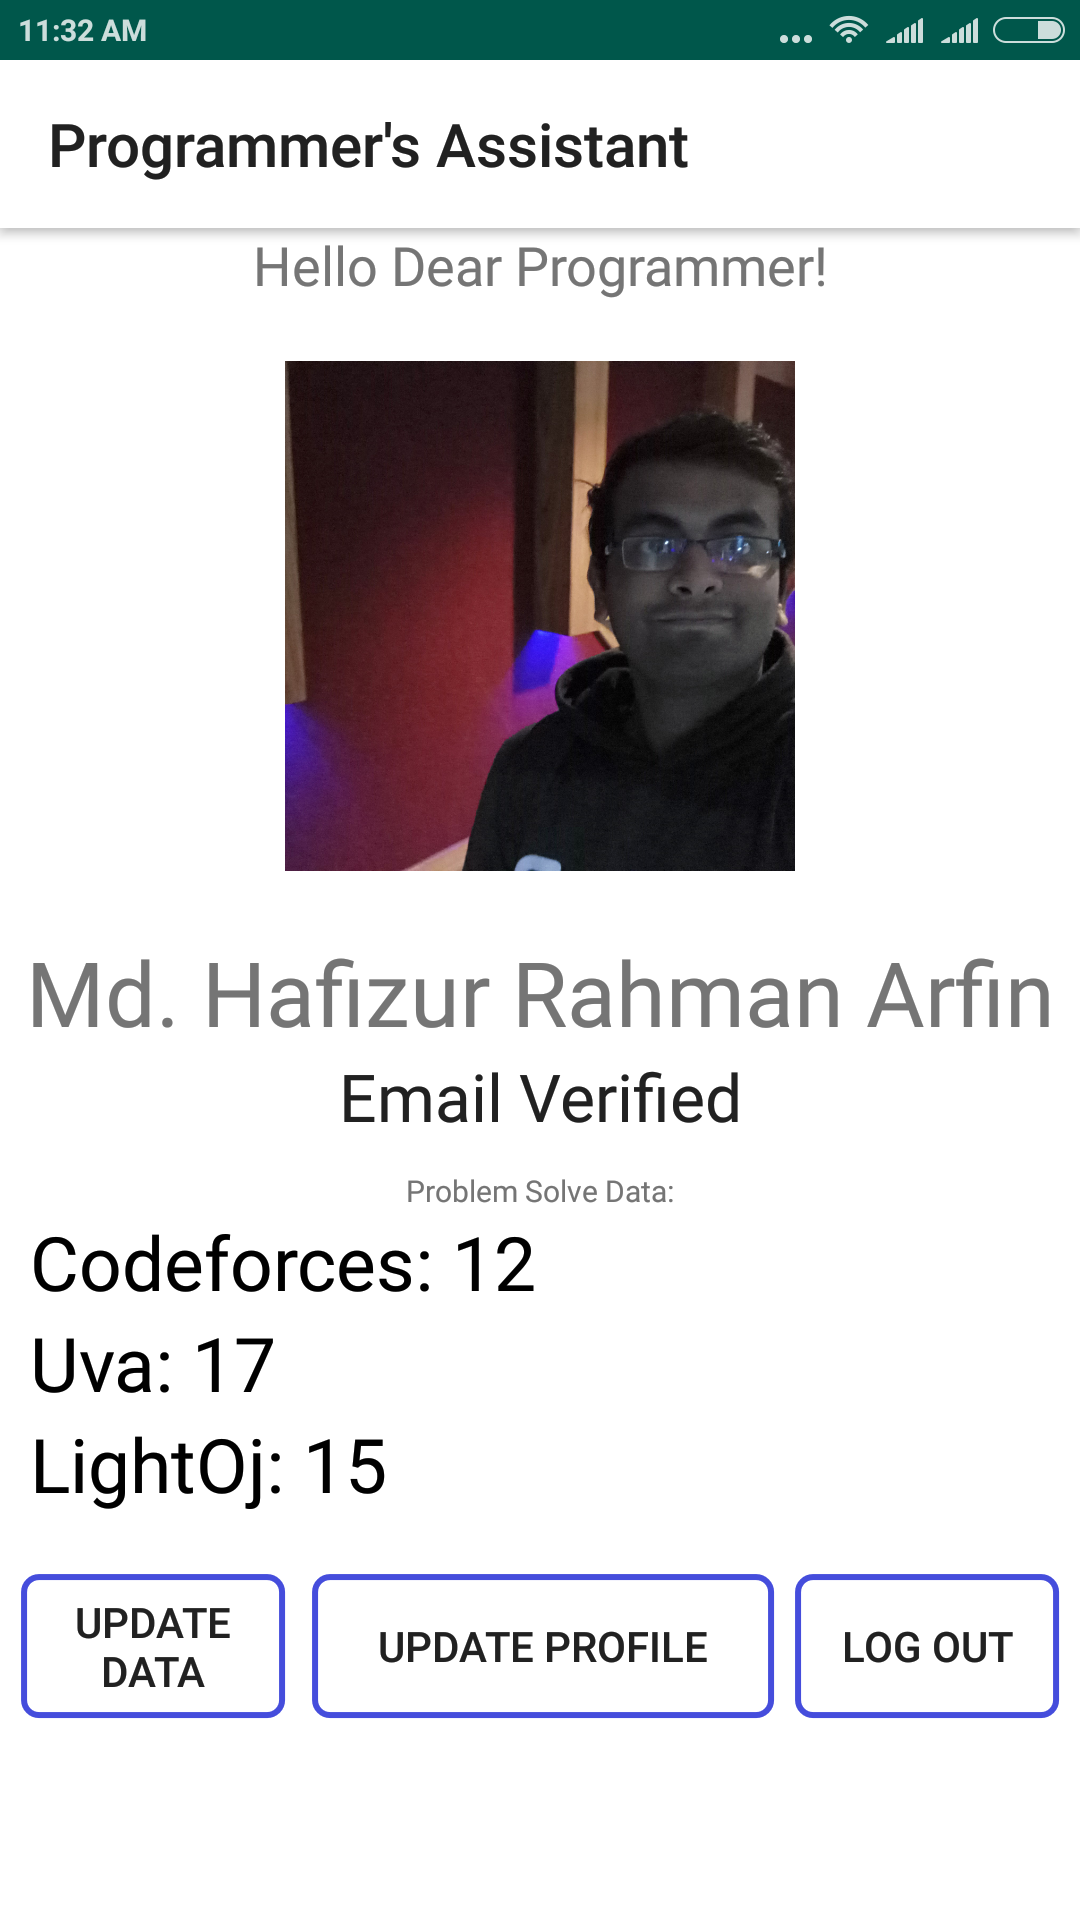 11:32 AM
Programmer's Assistant
Hello Dear Programmer!
Md. Hafizur Rahman Arfin
Email Verified
Problem Solve Data:
Codeforces: 12
Uva: 17
LightOj: 15
UPDATE
DATA
UPDATE PROFILE
LOG OUT